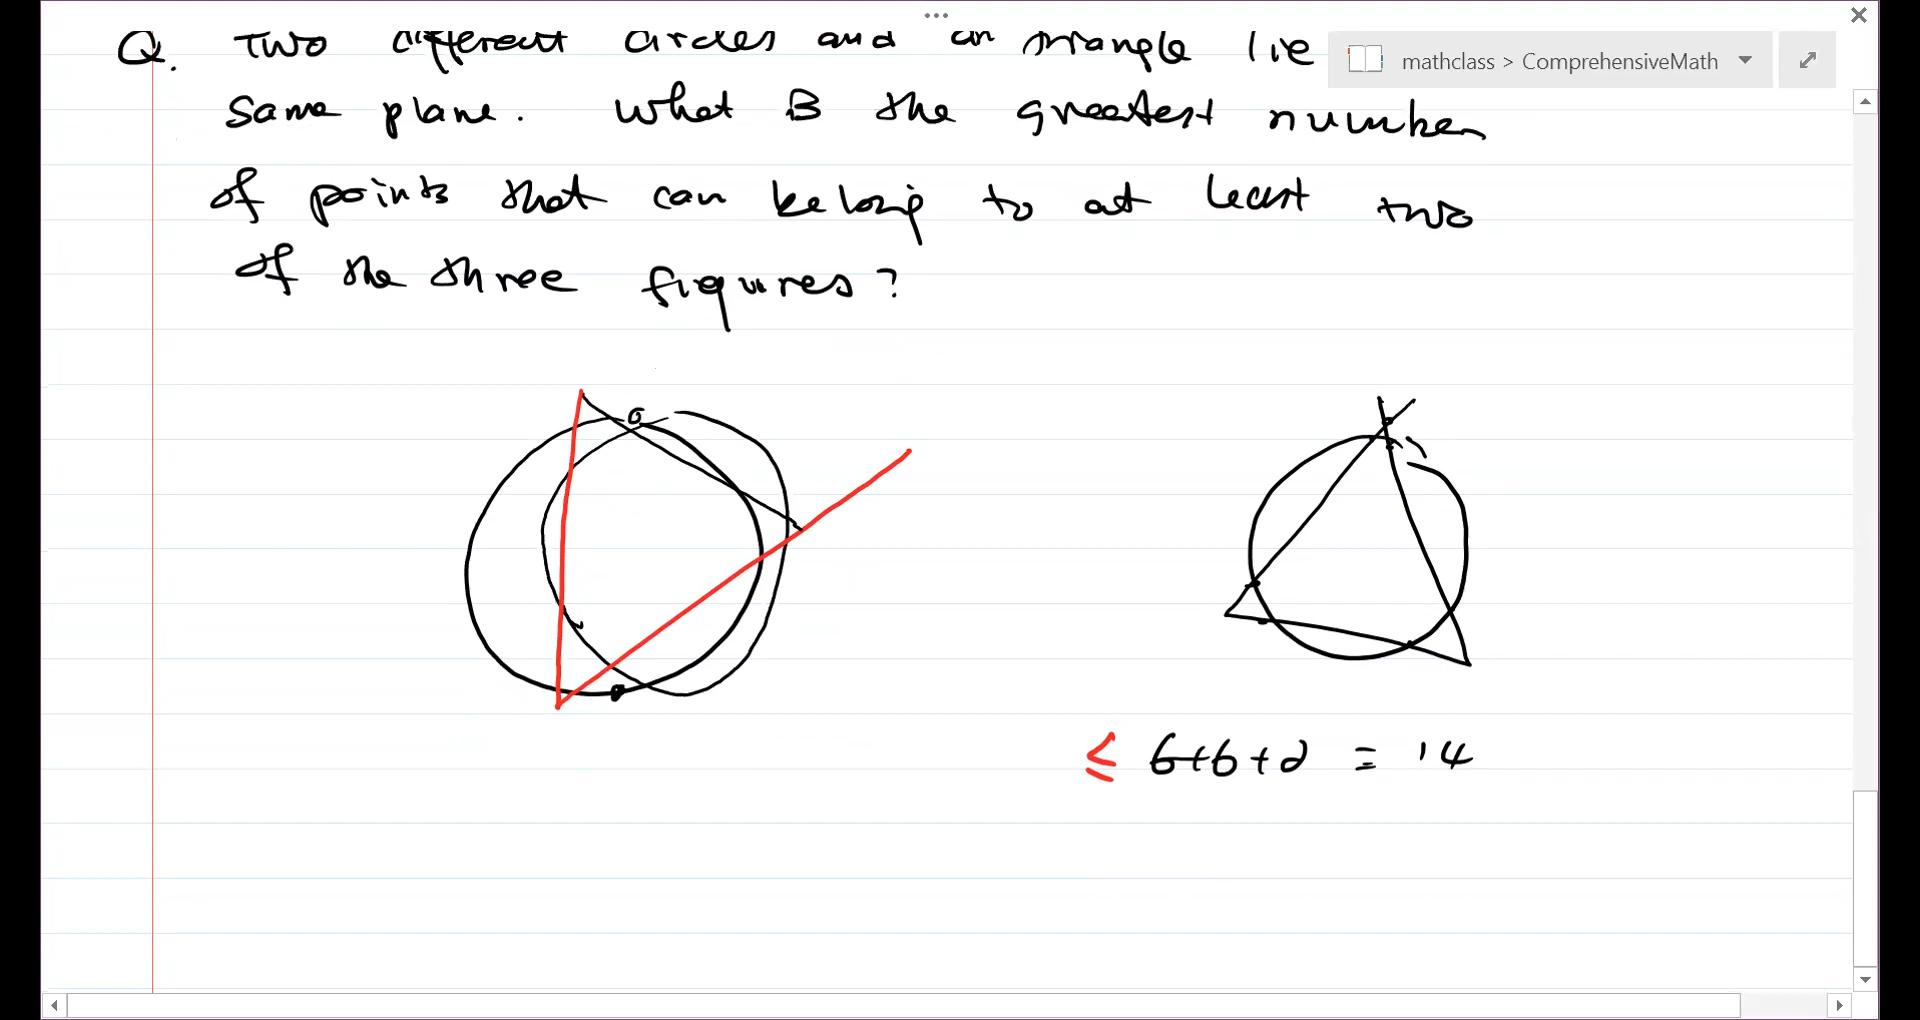 mathclass > ComprehensiveMath
Q. Two different circles and an triangle lie
same plane. What is the greatest number
of points that can belong to at least two
of the three figures?
≤ 6+6+2 = 14